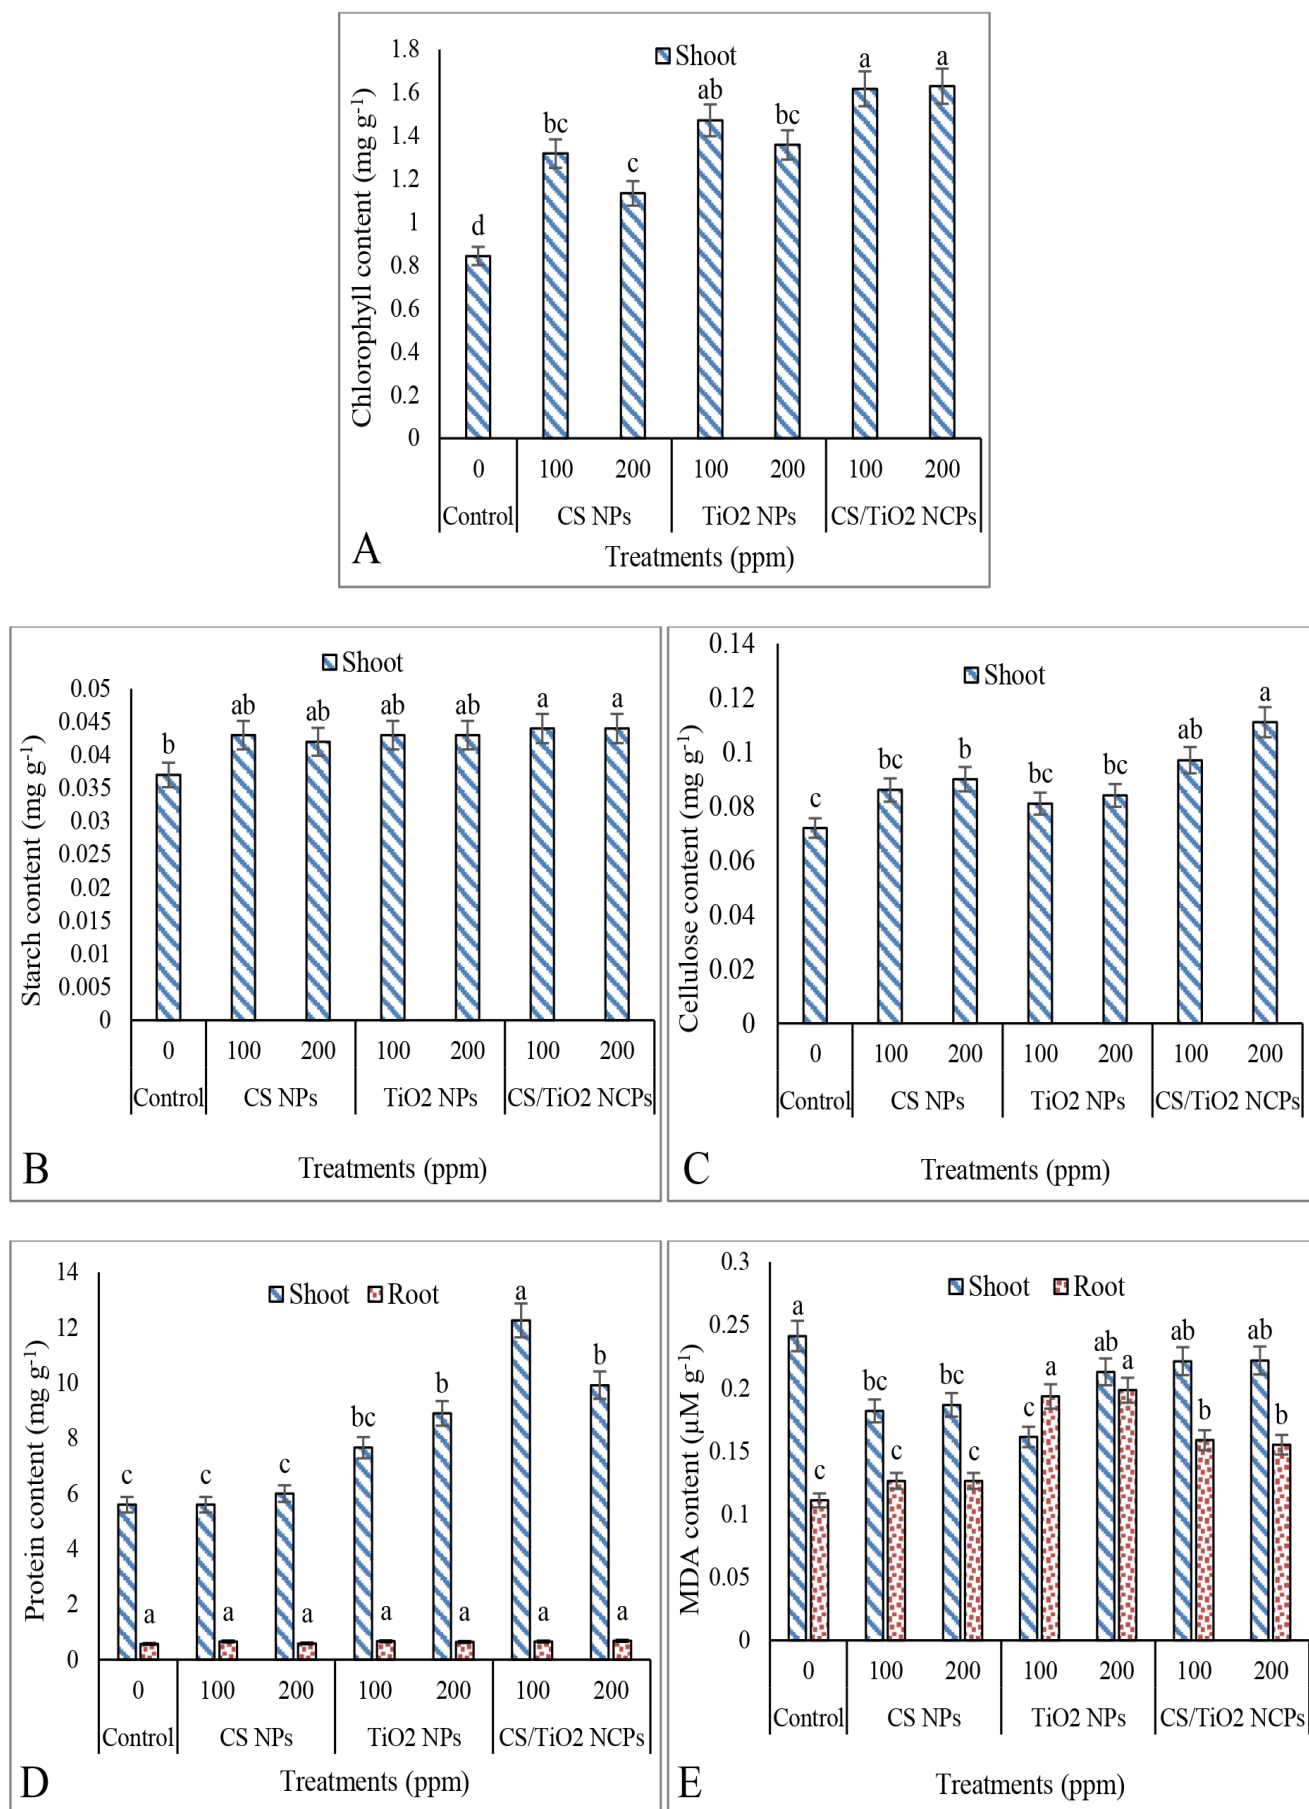 Shoot
Chlorophyll content (mg g-1)
1.8
1.6
1.4
1.2
1
0.8
0.6
0.4
0.2
0
d
bc
c
ab
bc
a
a
0 100 200 100 200 100 200
Control CS NPs TiO2 NPs CS/TiO2 NCPs
Treatments (ppm)
A
Shoot
Starch content (mg g-1)
0.05
0.045
0.04
0.035
0.03
0.025
0.02
0.015
0.01
0.005
0
b
ab
ab
ab
ab
a
a
0 100 200 100 200 100 200
Control CS NPs TiO2 NPs CS/TiO2 NCPs
Treatments (ppm)
B
Shoot
Cellulose content (mg g-1)
0.14
0.12
0.1
0.08
0.06
0.04
0.02
0
c
bc
b
bc
bc
ab
a
0 100 200 100 200 100 200
Control CS NPs TiO2 NPs CS/TiO2 NCPs
Treatments (ppm)
C
Shoot Root
Protein content (mg g-1)
14
12
10
8
6
4
2
0
c
a
c
a
c
a
bc
a
b
a
a
a
b
a
0 100 200 100 200 100 200
Control CS NPs TiO2 NPs CS/TiO2 NCPs
Treatments (ppm)
D
Shoot Root
MDA content (µM g-1)
0.3
0.25
0.2
0.15
0.1
0.05
0
a
c
bc
c
bc
c
c
a
ab
a
ab
b
ab
b
0 100 200 100 200 100 200
Control CS NPs TiO2 NPs CS/TiO2 NCPs
Treatments (ppm)
E